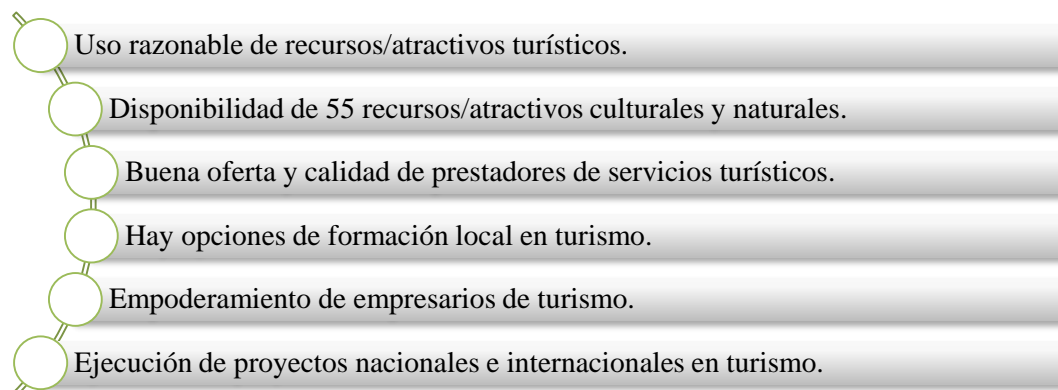 Uso razonable de recursos/atractivos turísticos.
Disponibilidad de 55 recursos/atractivos culturales y naturales.
Buena oferta y calidad de prestadores de servicios turísticos.
Hay opciones de formación local en turismo.
Empoderamiento de empresarios de turismo.
Ejecución de proyectos nacionales e internacionales en turismo.